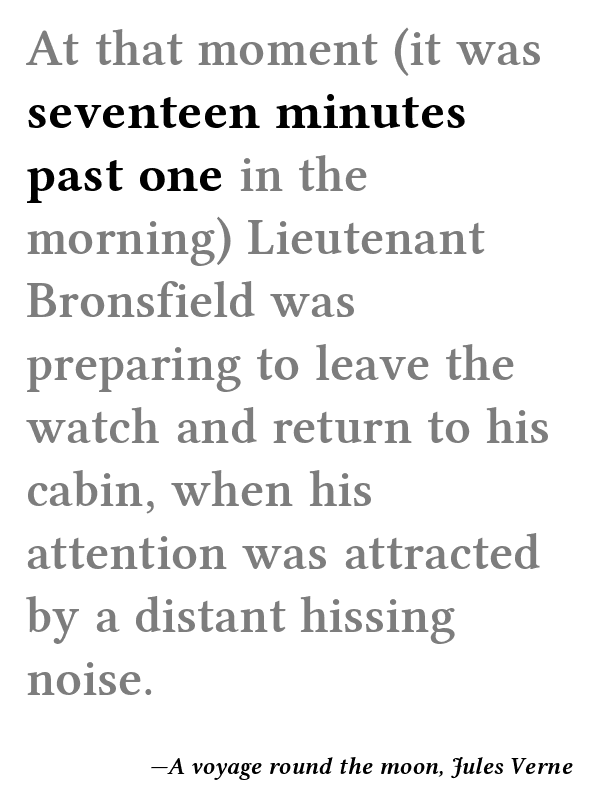 At that moment (it was
seventeen minutes
past one in the
morning) Lieutenant
Bronsfield was
preparing to leave the
watch and return to his
cabin, when his
attention was attracted
by a distant hissing
noise.
—A voyage round the moon, Jules Verne